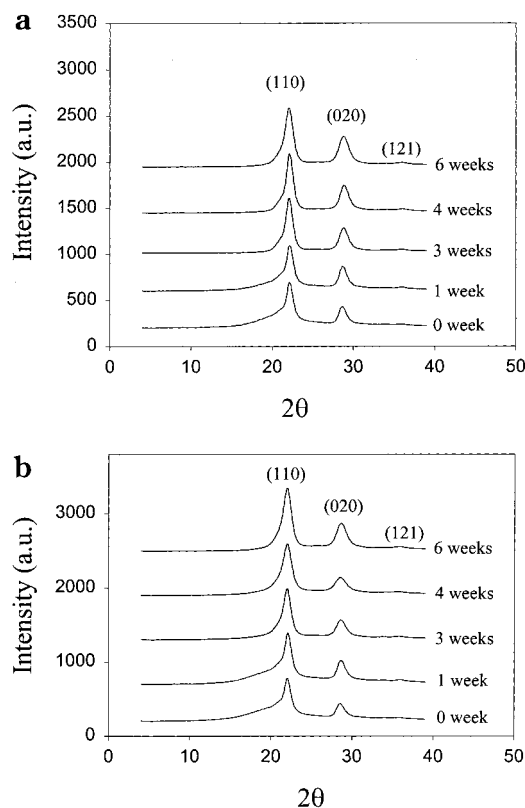 a
3500
3000
(110)
2500
(020)
(121)
2000
6 weeks
1500
4 weeks
1000
3 weeks
500
1 week
0
0 week
Intensity (a.u.)
0 10 20 30 40 50
2θ
b
(110)
3000
(020)
(121)
6 weeks
2000
4 weeks
3 weeks
1000
1 week
0 week
0
Intensity (a.u.)
0 10 20 30 40 50
2θ